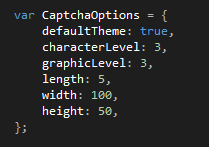 var CaptchaOptions = {
    defaultTheme: true,
    characterLevel: 3,
    graphicLevel: 3,
    length: 5,
    width: 100,
    height: 50,
};